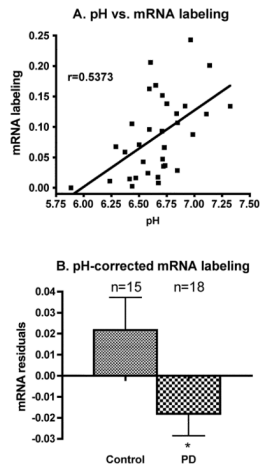 A. pH vs. mRNA labeling
0.25
0.20
0.15
0.10
0.05
0.00
mRNA labeling
r=0.5373
5.75 6.00 6.25 6.50 6.75 7.00 7.25 7.50
pH
B. pH-corrected mRNA labeling
n=15 n=18
0.04
0.03
0.02
0.01
0.00
-0.01
-0.02
-0.03
mRNA residuals
*
Control PD